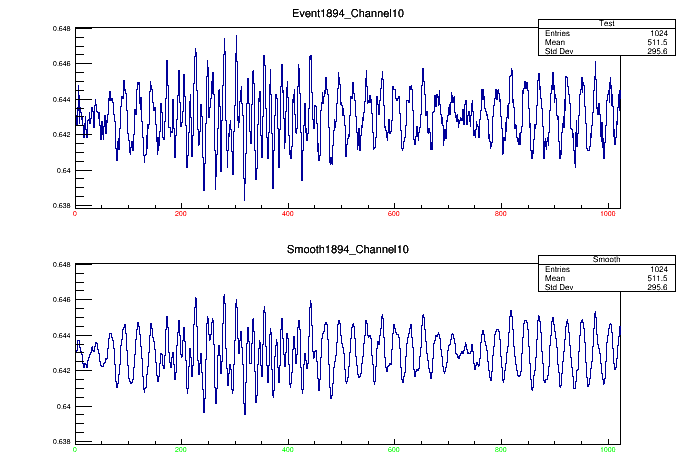 Event1894_Channel10
Test
Entries 1024
Mean 511.5
Std Dev 295.6
0.648
0.646
0.644
0.642
0.64
0.638
0 200 400 600 800 1000
Smooth1894_Channel10
Smooth
Entries 1024
Mean 511.5
Std Dev 295.6
0.648
0.646
0.644
0.642
0.64
0.638
0 200 400 600 800 1000